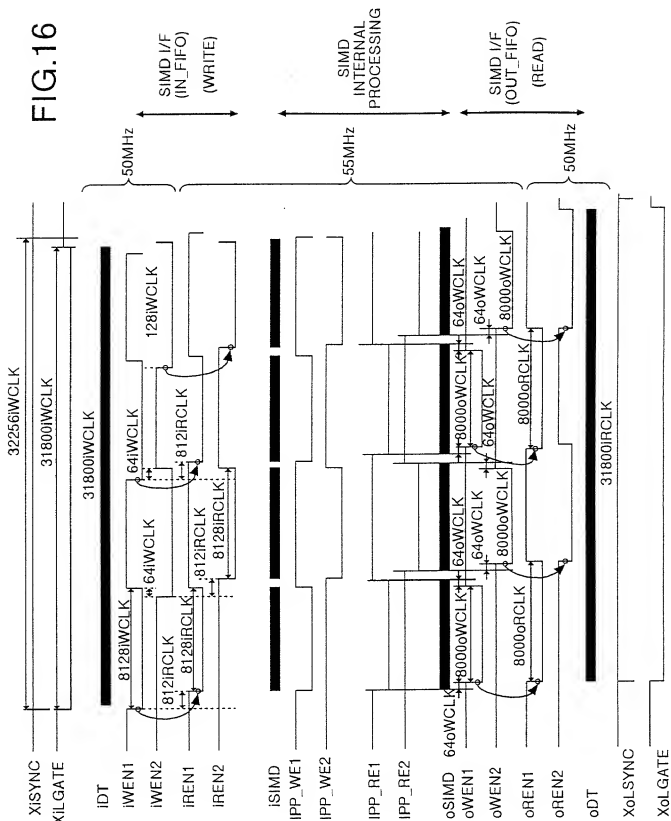 FIG.16
SIMD I/F
(IN_FIFO)
(WRITE)
SIMD
INTERNAL
PROCESSING
SIMD I/F
(OUT_FIFO)
(READ)
50MHz
55MHz
50MHz
XiSYNC
32256iWCLK
XiLGATE
31800iWCLK
iDT
31800iWCLK
iWEN1
8128iWCLK
64iWCLK
iWEN2
64iWCLK
128iWCLK
iREN1
812iRCLK
8128iRCLK
812iRCLK
iREN2
812iRCLK
8128iRCLK
iSIMD
IPP_WE1
IPP_WE2
IPP_RE1
IPP_RE2
oSIMD
64oWCLK
64oWCLK
64oWCLK
oWEN1
8000oWCLK
8000oWCLK
oWEN2
64oWCLK
64oWCLK
64oWCLK
8000oWCLK
8000oWCLK
oREN1
8000oRCLK
8000oRCLK
oREN2
oDT
31800iRCLK
XoLSYNC
XoLGATE